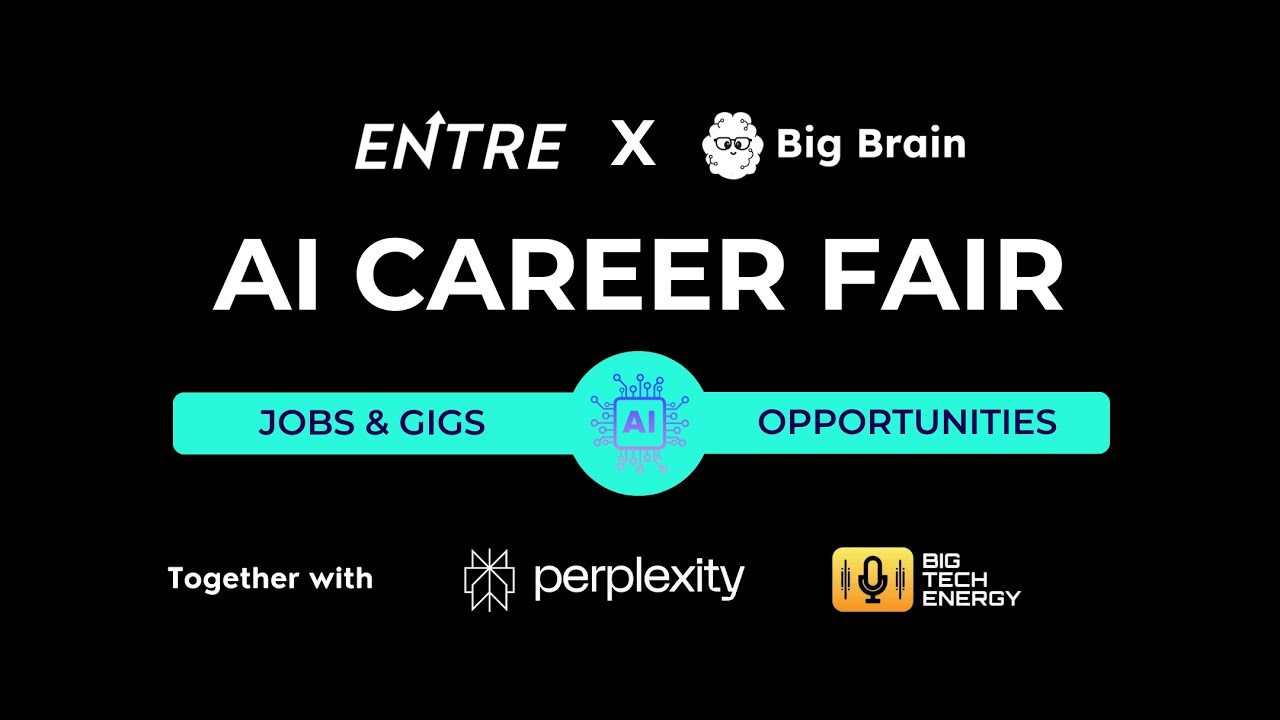 ENTRE X Big Brain
AI CAREER FAIR
JOBS & GIGS
AI
OPPORTUNITIES
Together with
perplexity
BIG
TECH
ENERGY